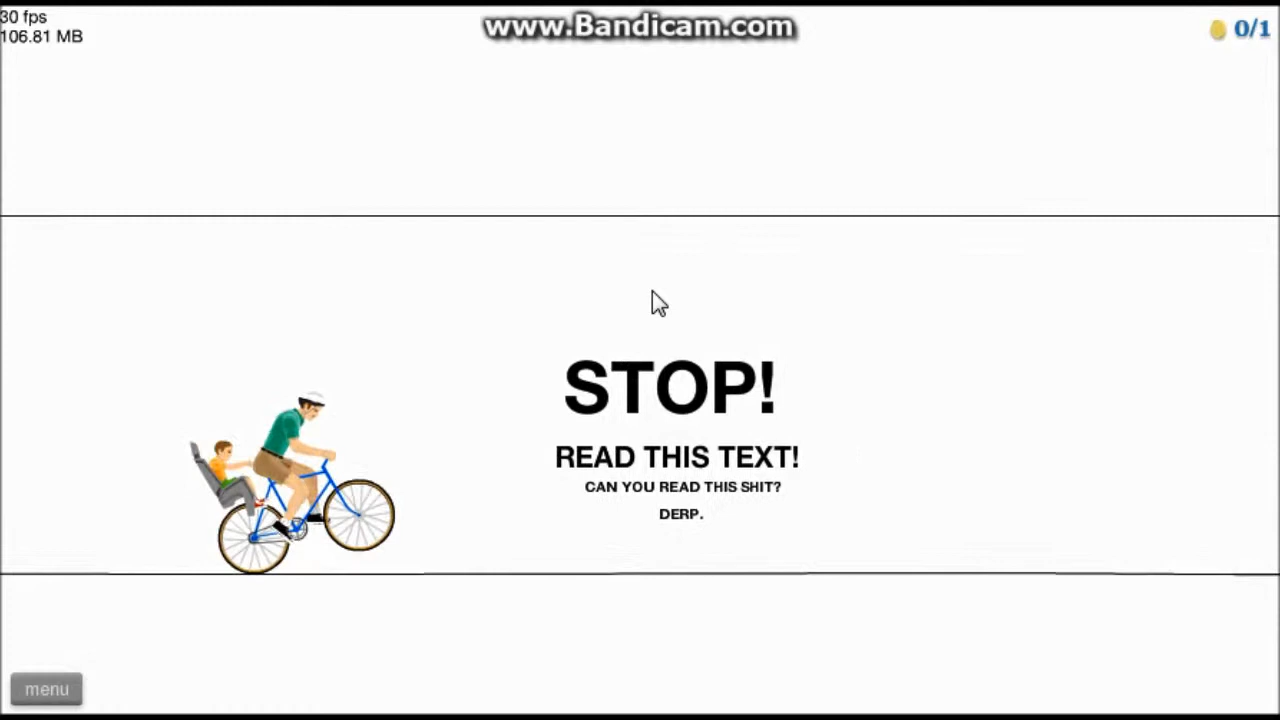 30 fps
106.81 MB
www.Bandicam.com
0/1
STOP!
READ THIS TEXT!
CAN YOU READ THIS SHIT?
DERP.
menu